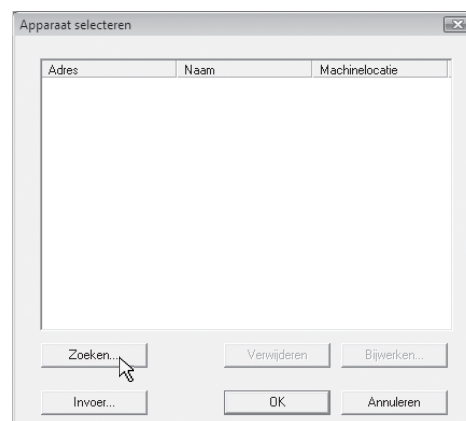 Apparaat selecteren
Adres Naam Machinelocatie
Zoeken... Verwijderen Bijwerken...
Invoer... OK Annuleren